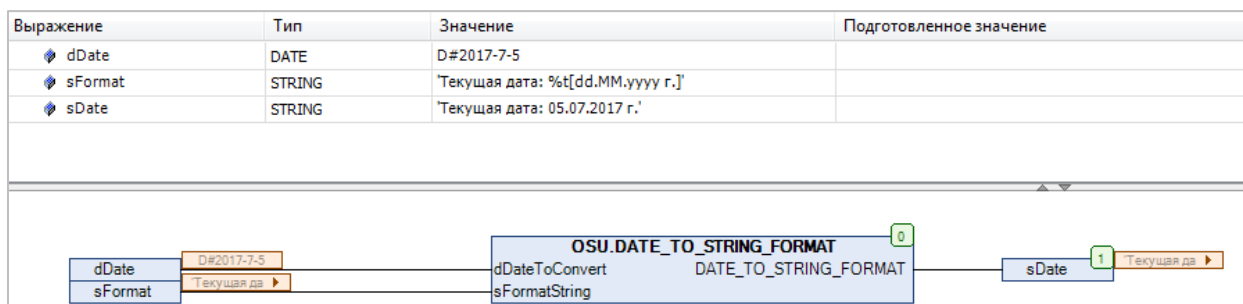 Выражение Тип Значение Подготовленное значение
dDate DATE D#2017-7-5
sFormat STRING 'Текущая дата: %t[dd.MM.yyyy г.]'
sDate STRING 'Текущая дата: 05.07.2017 г.'
0
OSU.DATE_TO_STRING_FORMAT
dDate D#2017-7-5 dDateToConvert DATE_TO_STRING_FORMAT sDate 1 'Текущая да
sFormat 'Текущая да sFormatString